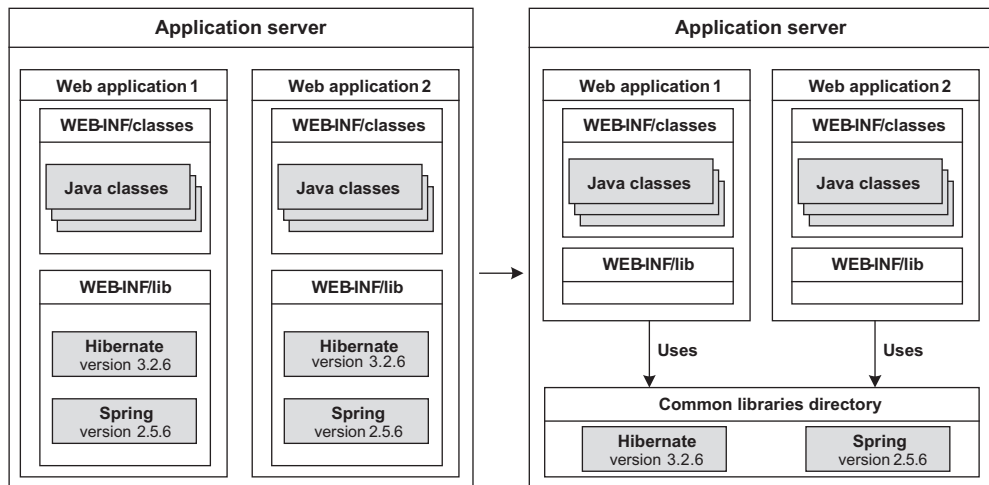 Application server
Web application 1
WEB-INF/classes
Java classes
WEB-INF/lib
Hibernate
version 3.2.6
Spring
version 2.5.6
Web application 2
WEB-INF/classes
Java classes
WEB-INF/lib
Hibernate
version 3.2.6
Spring
version 2.5.6
Application server
Web application 1
WEB-INF/classes
Java classes
WEB-INF/lib
Uses
Web application 2
WEB-INF/classes
Java classes
WEB-INF/lib
Uses
Common libraries directory
Hibernate
version 3.2.6
Spring
version 2.5.6